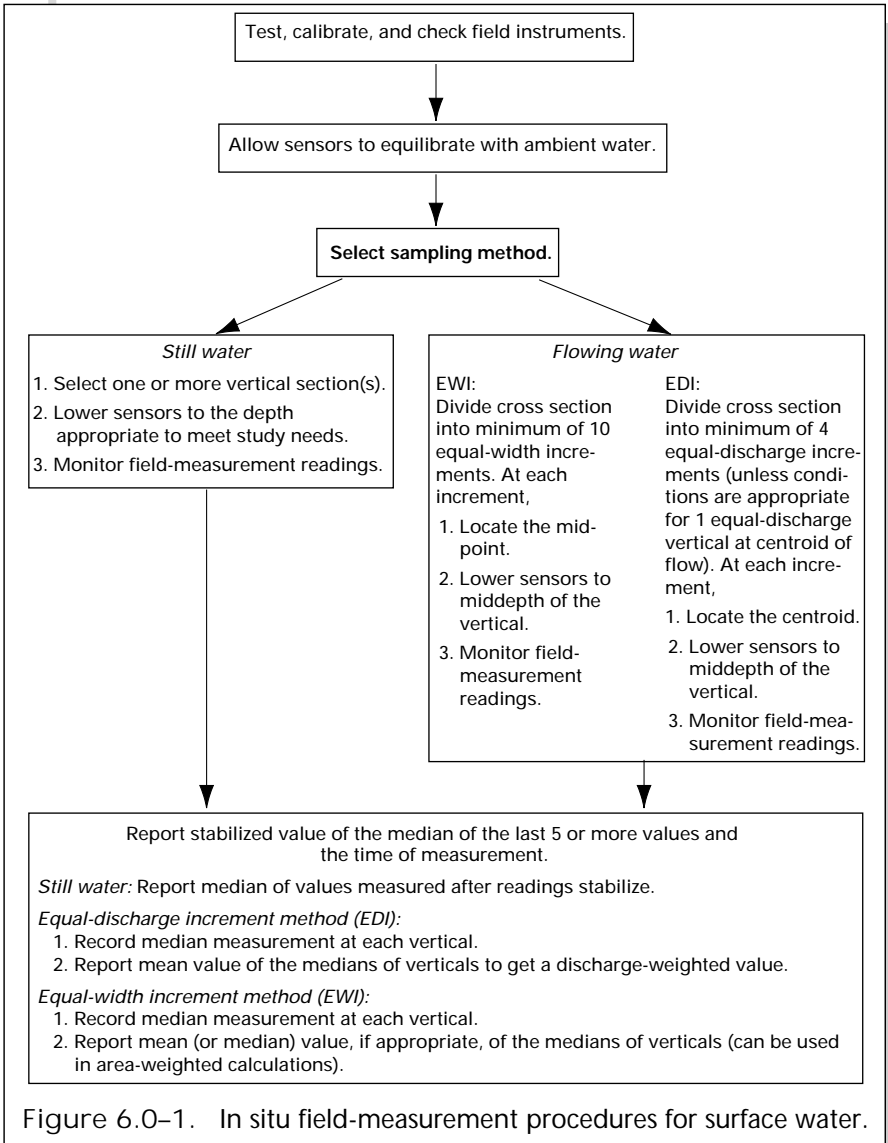 Test, calibrate, and check field instruments.
Allow sensors to equilibrate with ambient water.
Select sampling method.
Still water
1. Select one or more vertical section(s).
2. Lower sensors to the depth
appropriate to meet study needs.
3. Monitor field-measurement readings.
Flowing water
EWI:
Divide cross section
into minimum of 10
equal-width incre-
ments. At each
increment,
1. Locate the mid-
point.
2. Lower sensors to
middepth of the
vertical.
3. Monitor field-
measurement
readings.
EDI:
Divide cross section
into minimum of 4
equal-discharge incre-
ments (unless condi-
tions are appropriate
for 1 equal-discharge
vertical at centroid of
flow). At each incre-
ment,
1. Locate the centroid.
2. Lower sensors to
middepth of the
vertical.
3. Monitor field-mea-
surement readings.
Report stabilized value of the median of the last 5 or more values and
the time of measurement.
Still water: Report median of values measured after readings stabilize.
Equal-discharge increment method (EDI):
1. Record median measurement at each vertical.
2. Report mean value of the medians of verticals to get a discharge-weighted value.
Equal-width increment method (EWI):
1. Record median measurement at each vertical.
2. Report mean (or median) value, if appropriate, of the medians of verticals (can be used
in area-weighted calculations).
Figure 6.0–1. In situ field-measurement procedures for surface water.